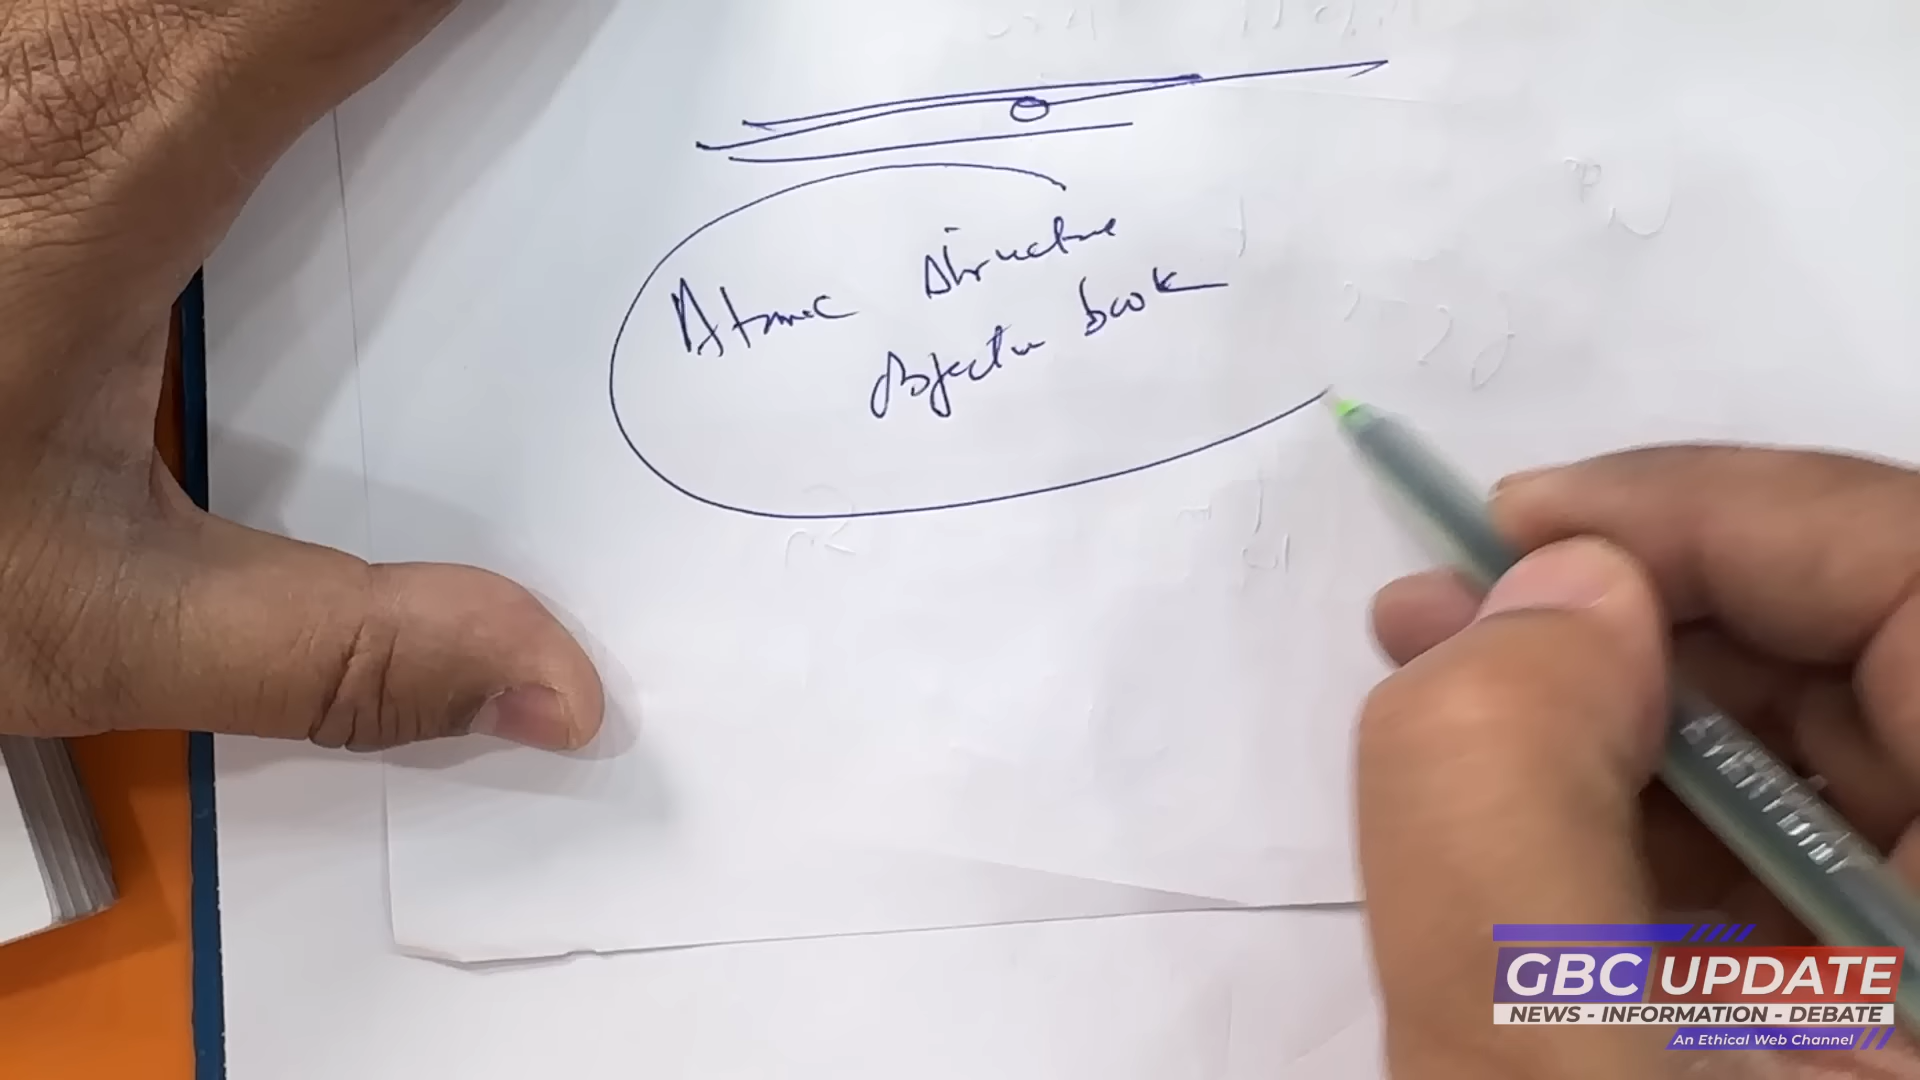 Atomic structure
objective book
GBC UPDATE
NEWS - INFORMATION - DEBATE
An Ethical Web Channel